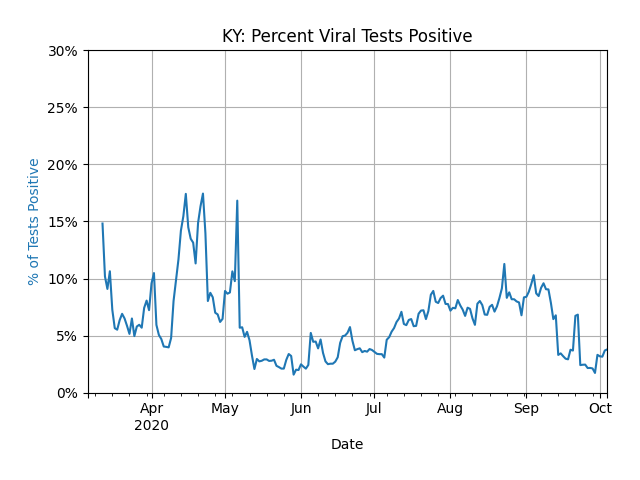 KY: Percent Viral Tests Positive
30%
25%
20%
15%
10%
5%
0%
% of Tests Positive
Apr May Jun Jul Aug Sep Oct
2020
Date